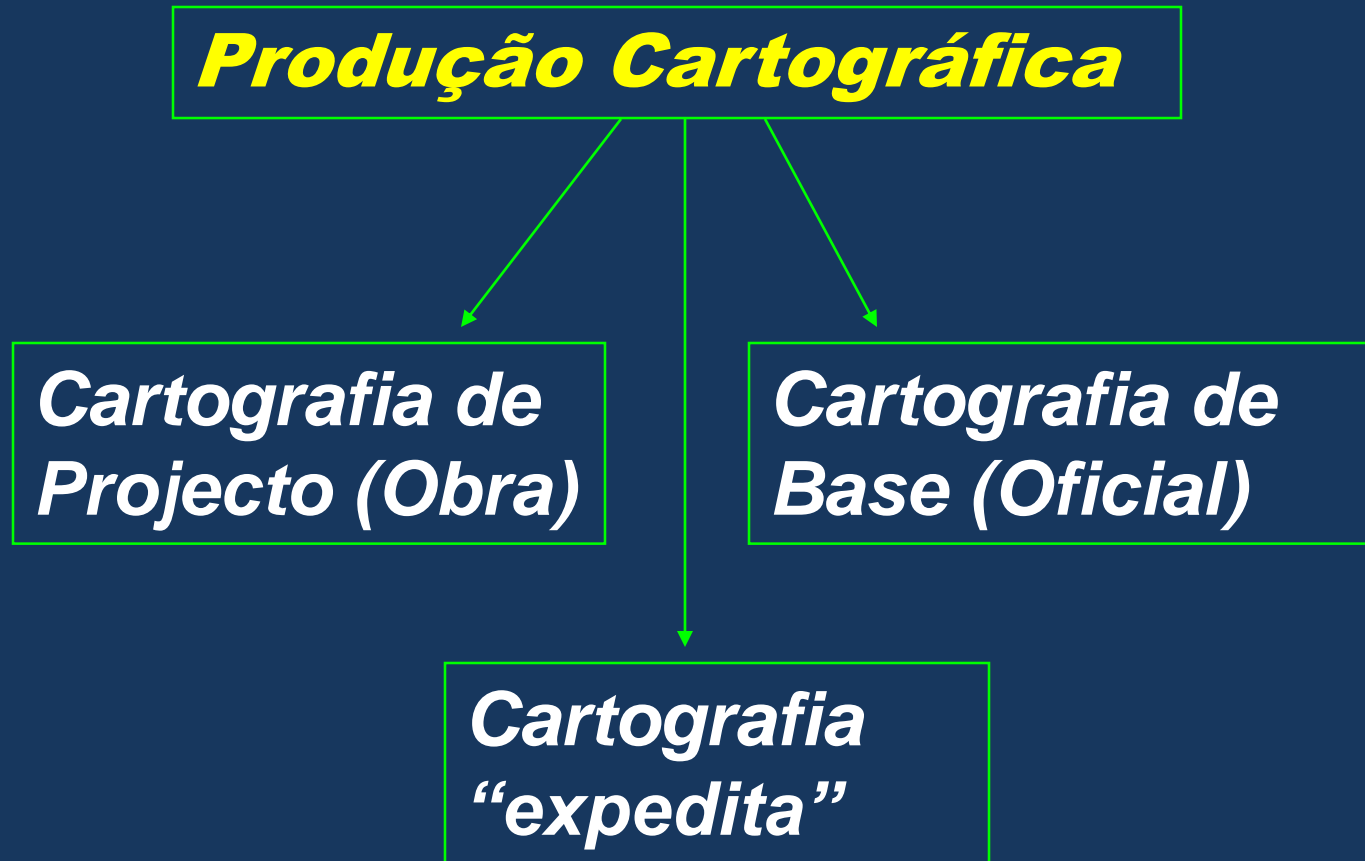 Produção Cartográfica
Cartografia de
Projecto (Obra)
Cartografia de
Base (Oficial)
Cartografia
“expedita”